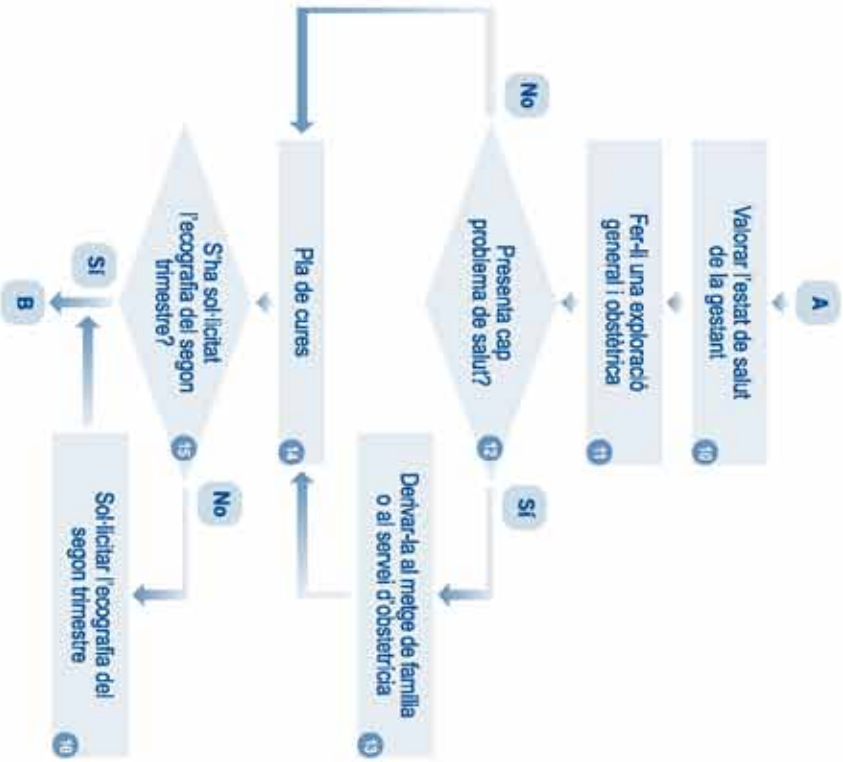 A
Valorar l'estat de salut
de la gestant
10
Fer-li una exploració
general i obstètrica
11
Presenta cap
problema de salut?
12
No
Sí
Derivar-la al metge de família
o al servei d'obstetrícia
13
Pla de cures
14
S'ha sol·licitat
l'ecografia del segon
trimestre?
15
Sí
No
Sol·licitar l'ecografia del
segon trimestre
16
B